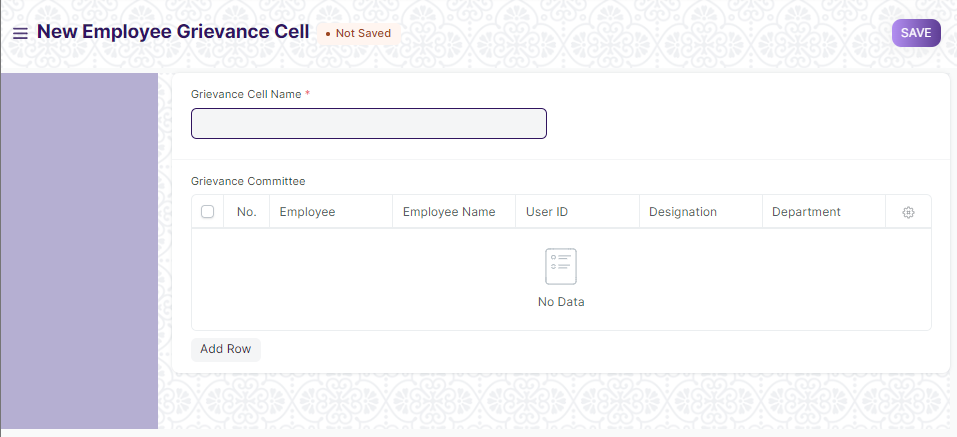 New Employee Grievance Cell • Not Saved SAVE
Grievance Cell Name *
Grievance Committee
No. Employee Employee Name User ID Designation Department
No Data
Add Row